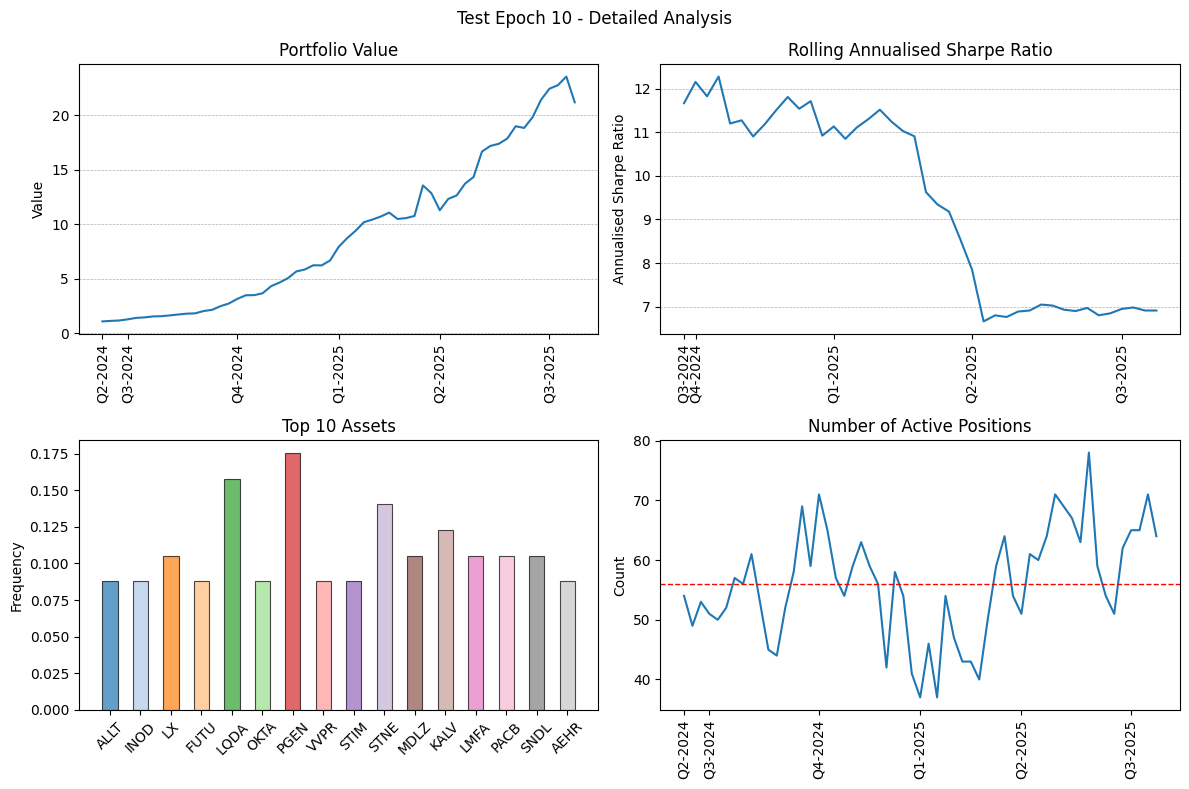 Test Epoch 10 - Detailed Analysis
Portfolio Value
Value
20
15
10
5
0
Q2-2024
Q3-2024
Q4-2024
Q1-2025
Q2-2025
Q3-2025
Rolling Annualised Sharpe Ratio
Annualised Sharpe Ratio
12
11
10
9
8
7
Q3-2024
Q4-2024
Q1-2025
Q2-2025
Q3-2025
Top 10 Assets
Frequency
0.175
0.150
0.125
0.100
0.075
0.050
0.025
0.000
ALLT
INOD
LX
FUTU
LQDA
OKTA
PGEN
VVPR
STIM
STNE
MDLZ
KALV
LMFA
PACB
SNDL
AEHR
Number of Active Positions
Count
80
70
60
50
40
Q2-2024
Q3-2024
Q4-2024
Q1-2025
Q2-2025
Q3-2025